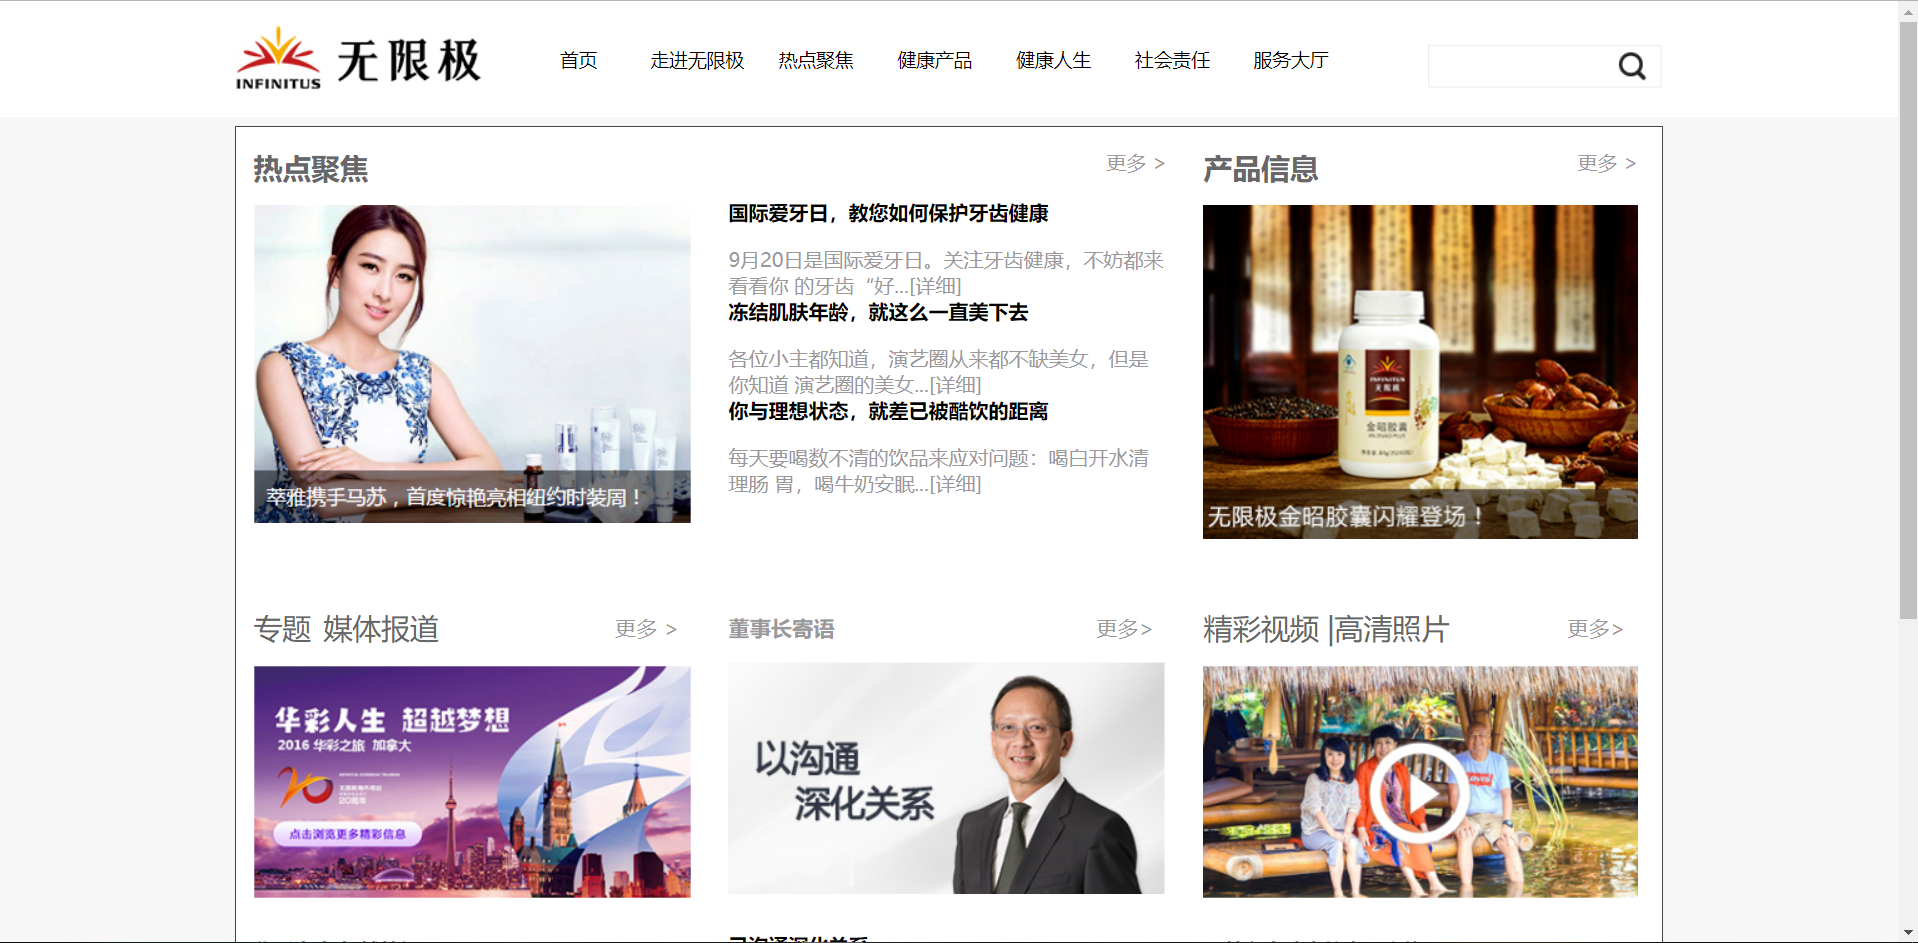 INFINITUS 无限极
首页 走进无限极 热点聚焦 健康产品 健康人生 社会责任 服务大厅
热点聚焦 更多 >
萃雅携手马苏，首度惊艳亮相纽约时装周！
国际爱牙日，教您如何保护牙齿健康
9月20日是国际爱牙日。关注牙齿健康，不妨都来
看看你 的牙齿“好...[详细]
冻结肌肤年龄，就这么一直美下去
各位小主都知道，演艺圈从来都不缺美女，但是
你知道 演艺圈的美女...[详细]
你与理想状态，就差已被酷饮的距离
每天要喝数不清的饮品来应对问题：喝白开水清
理肠 胃，喝牛奶安眠...[详细]
产品信息 更多 >
INFINITUS
无限极
金昭胶囊
无限极金昭胶囊闪耀登场！
专题 媒体报道 更多 >
华彩人生 超越梦想
2016 华彩之旅 加拿大
20周年
点击浏览更多精彩信息
董事长寄语 更多>
以沟通
深化关系
精彩视频 |高清照片 更多>